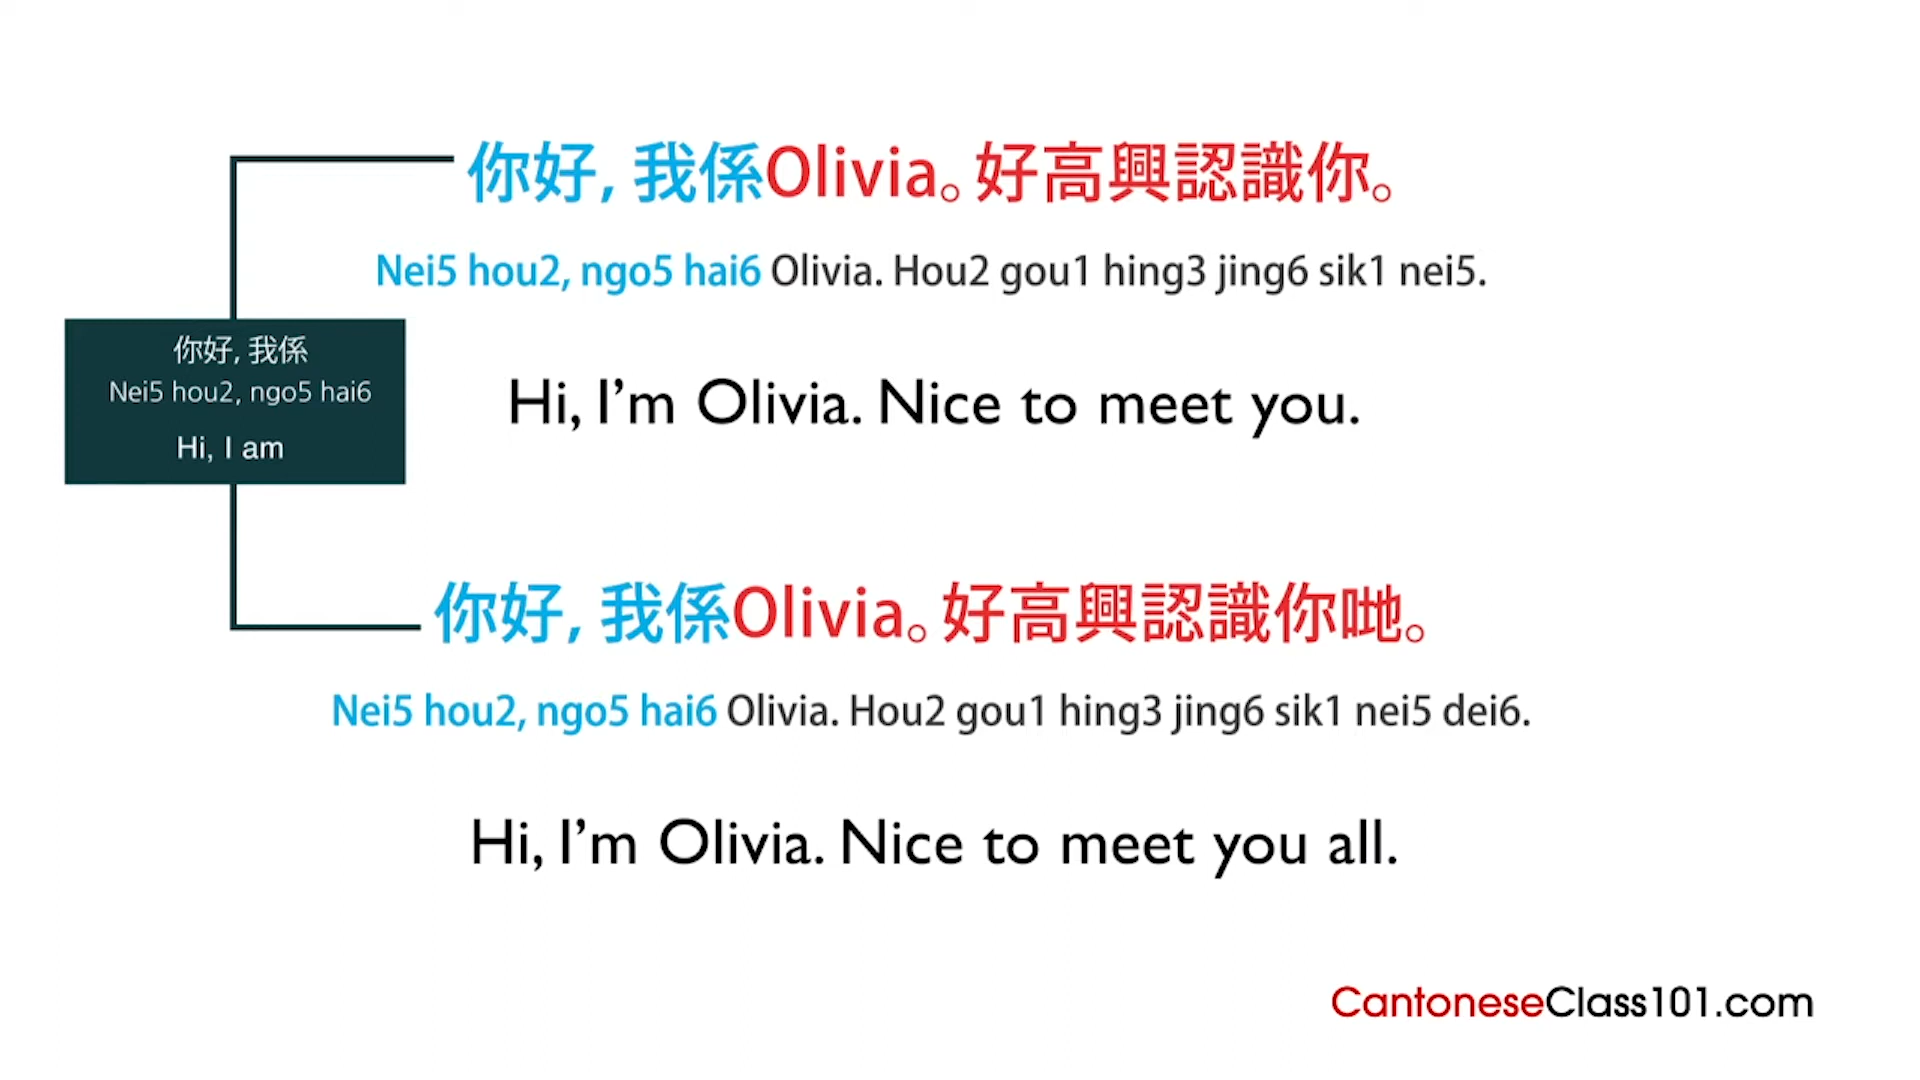 你好, 我係Olivia。好高興認識你。
Nei5 hou2, ngo5 hai6 Olivia. Hou2 gou1 hing3 jing6 sik1 nei5.
Hi, I’m Olivia. Nice to meet you.
你好, 我係
Nei5 hou2, ngo5 hai6
Hi, I am
你好, 我係Olivia。好高興認識你哋。
Nei5 hou2, ngo5 hai6 Olivia. Hou2 gou1 hing3 jing6 sik1 nei5 dei6.
Hi, I’m Olivia. Nice to meet you all.
CantoneseClass101.com